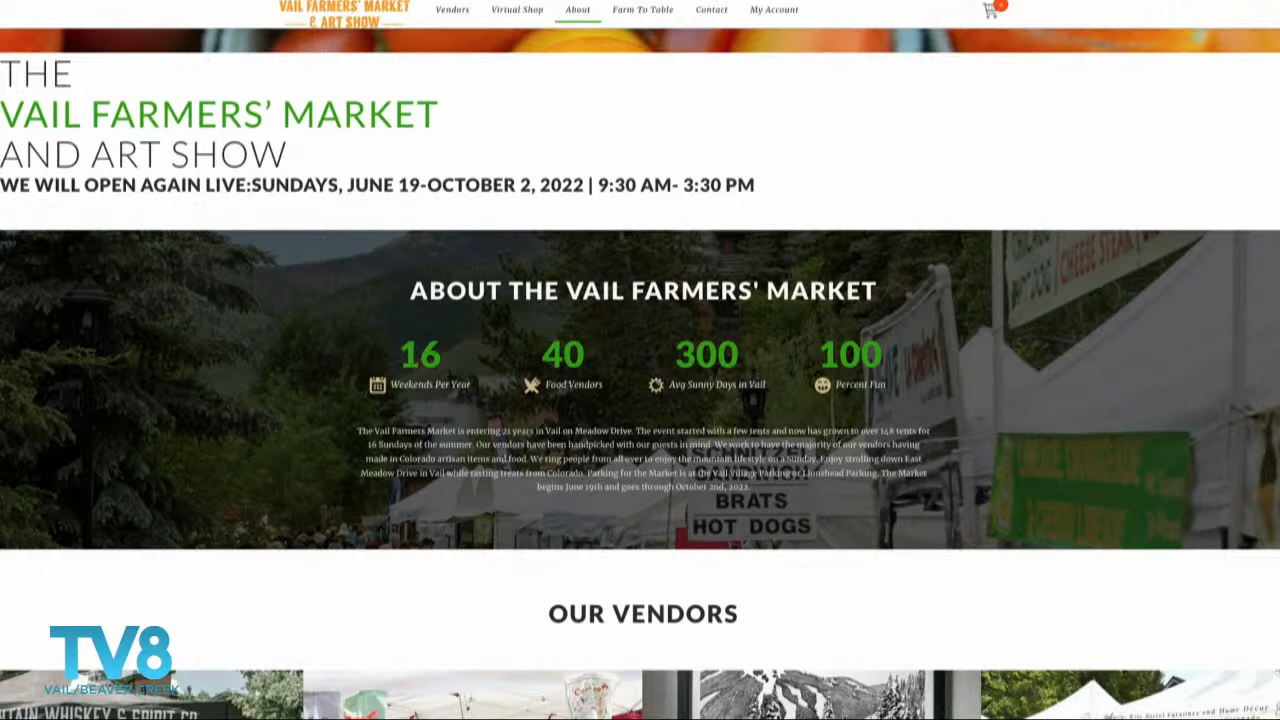 VAIL FARMERS' MARKET
& ART SHOW
Vendors Virtual Shop About Farm To Table Contact My Account
THE
VAIL FARMERS’ MARKET
AND ART SHOW
WE WILL OPEN AGAIN LIVE:SUNDAYS, JUNE 19-OCTOBER 2, 2022 | 9:30 AM- 3:30 PM
ABOUT THE VAIL FARMERS' MARKET
16 40 300 100
Weekends Per Year Food Vendors Avg Sunny Days in Vail Percent Fun
The Vail Farmers Market is entering 21 years in Vail on Meadow Drive. The event started with a few tents and now has grown to over 148 tents for
16 Sundays of the summer. Our vendors have been handpicked with our guests in mind. We work to have the majority of our vendors having
made in Colorado artisan items and food. We ring people from all over to enjoy the mountain lifestyle on a Sunday. Enjoy strolling down East
Meadow Drive in Vail while tasting treats from Colorado. Parking for the Market is at the Vail Village Parking or Lionshead Parking. The Market
begins June 19th and goes through October 2nd, 2022.
CHEESE STEAK
HOT DOG
BRATS
HOT DOGS
OUR VENDORS
TV8
VAIL/BEAVER CREEK
WHISKEY & SPIRIT CO